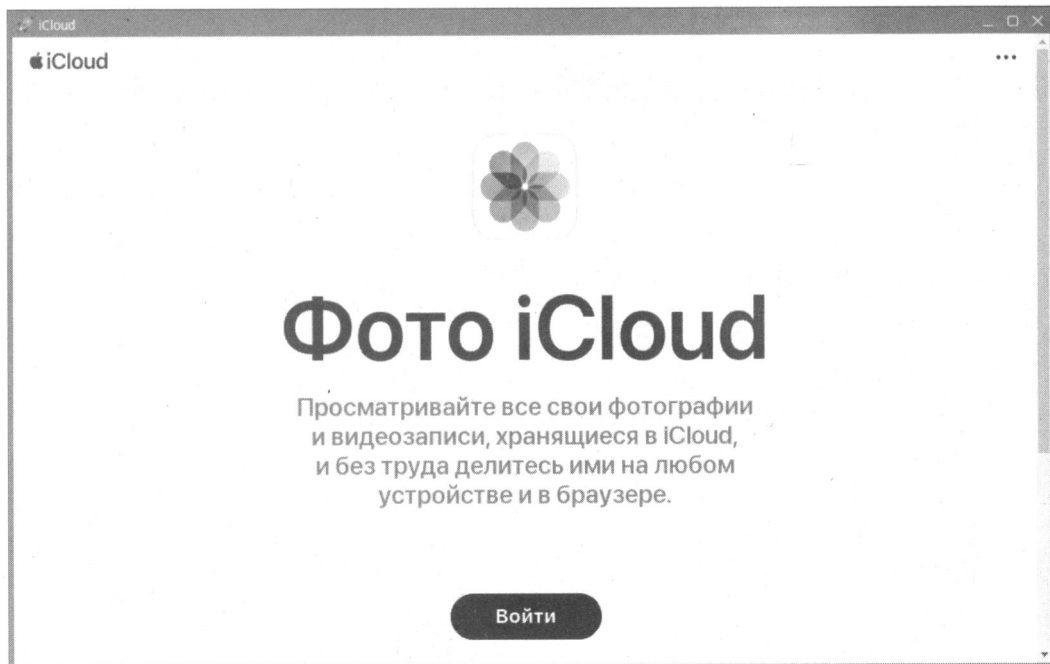 iCloud
iCloud
Фото iCloud
Просматривайте все свои фотографии
и видеозаписи, хранящиеся в iCloud,
и без труда делитесь ими на любом
устройстве и в браузере.
Войти